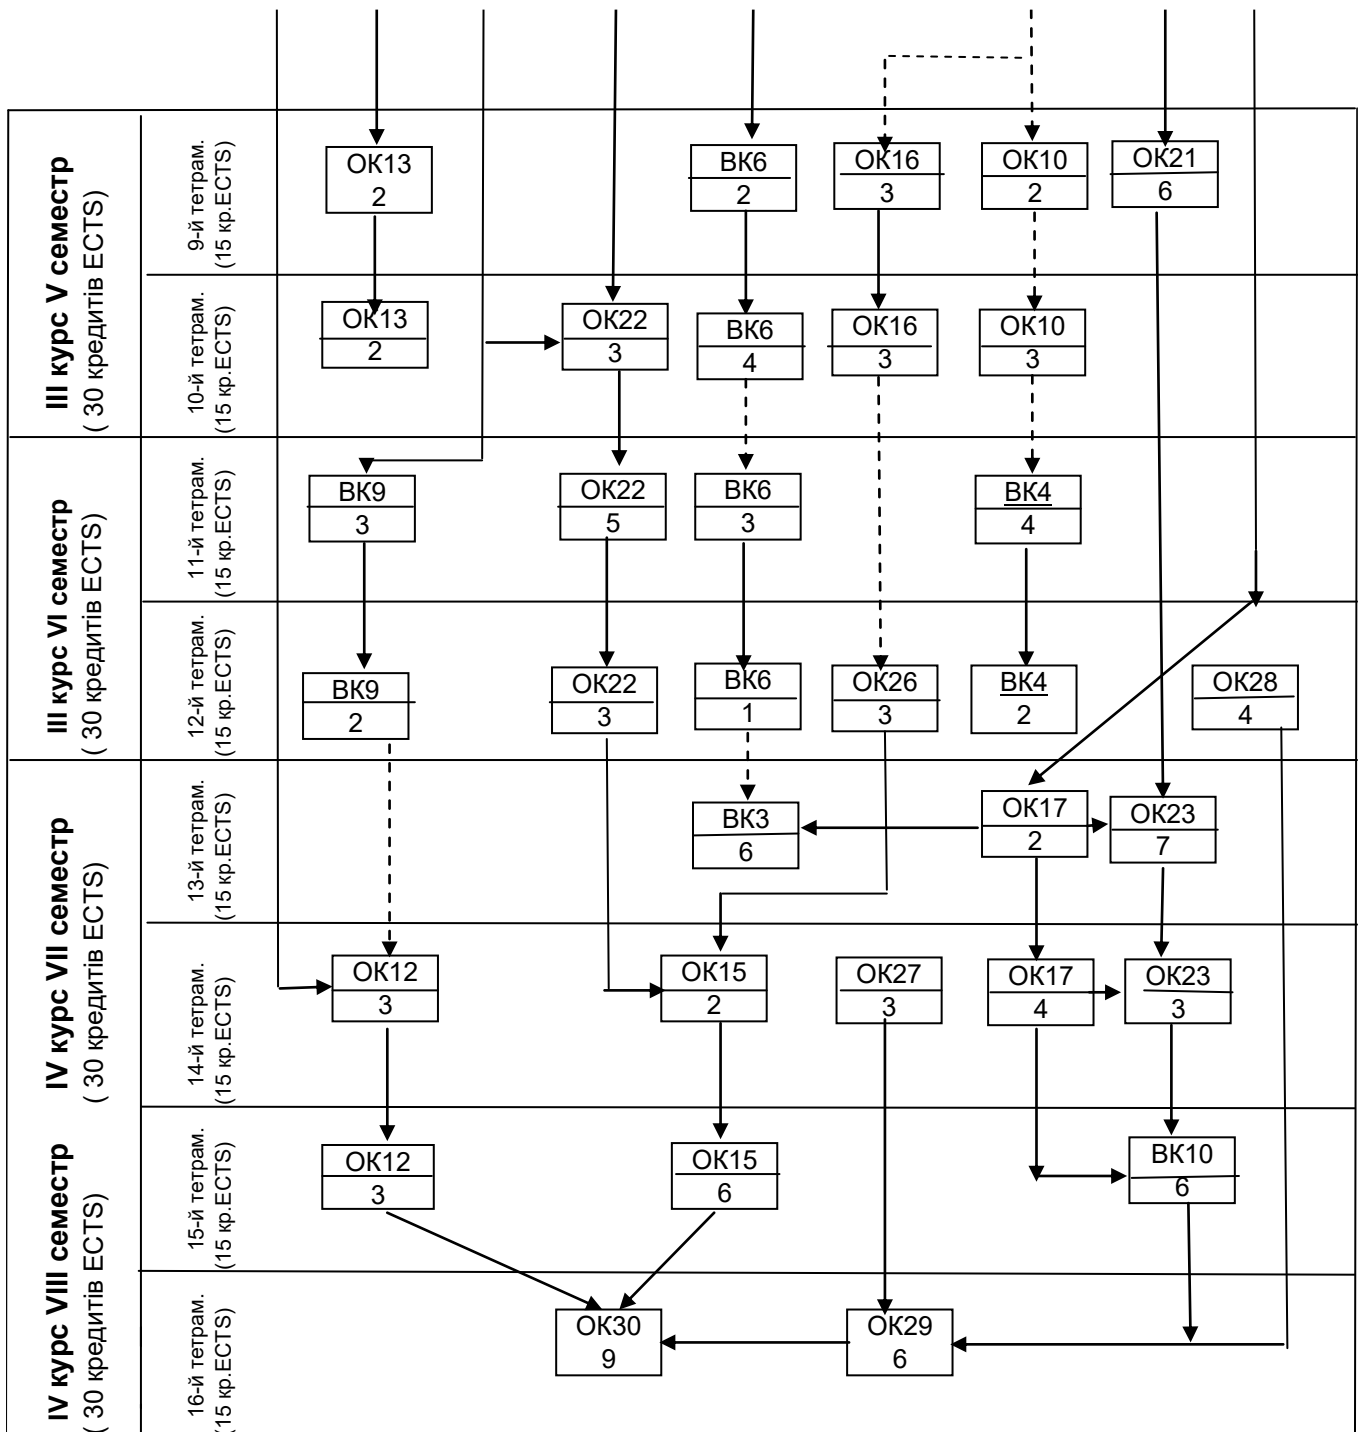 III курс V семестр
( 30 кредитів ECTS)
9-й тетрам.
(15 кр.ECTS)
ОК13
2
ВК6
2
ОК16
3
ОК10
2
ОК21
6
10-й тетрам.
(15 кр.ECTS)
ОК13
2
ОК22
3
ВК6
4
ОК16
3
ОК10
3
III курс VI семестр
( 30 кредитів ECTS)
11-й тетрам.
(15 кр.ECTS)
ВК9
3
ОК22
5
ВК6
3
ВК4
4
12-й тетрам.
(15 кр.ECTS)
ВК9
2
ОК22
3
ВК6
1
ОК26
3
ВК4
2
ОК28
4
IV курс VII семестр
( 30 кредитів ECTS)
13-й тетрам.
(15 кр.ECTS)
ВК3
6
ОК17
2
ОК23
7
14-й тетрам.
(15 кр.ECTS)
ОК12
3
ОК15
2
ОК27
3
ОК17
4
ОК23
3
IV курс VIII семестр
( 30 кредитів ECTS)
15-й тетрам.
(15 кр.ECTS)
ОК12
3
ОК15
6
ВК10
6
16-й тетрам.
(15 кр.ECTS)
ОК30
9
ОК29
6